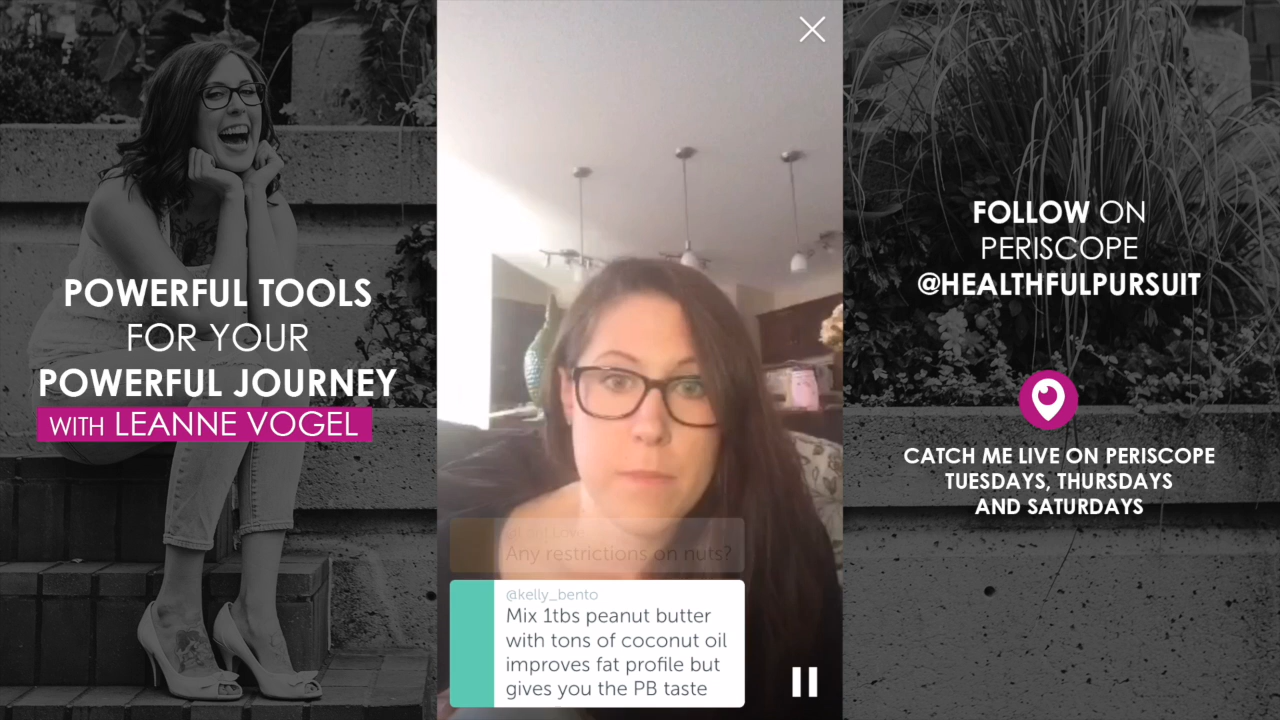 POWERFUL TOOLS
FOR YOUR
POWERFUL JOURNEY
WITH LEANNE VOGEL
Any restrictions on nuts?
@kelly_bento
Mix 1tbs peanut butter
with tons of coconut oil
improves fat profile but
gives you the PB taste
FOLLOW ON
PERISCOPE
@HEALTHFULPURSUIT
CATCH ME LIVE ON PERISCOPE
TUESDAYS, THURSDAYS
AND SATURDAYS